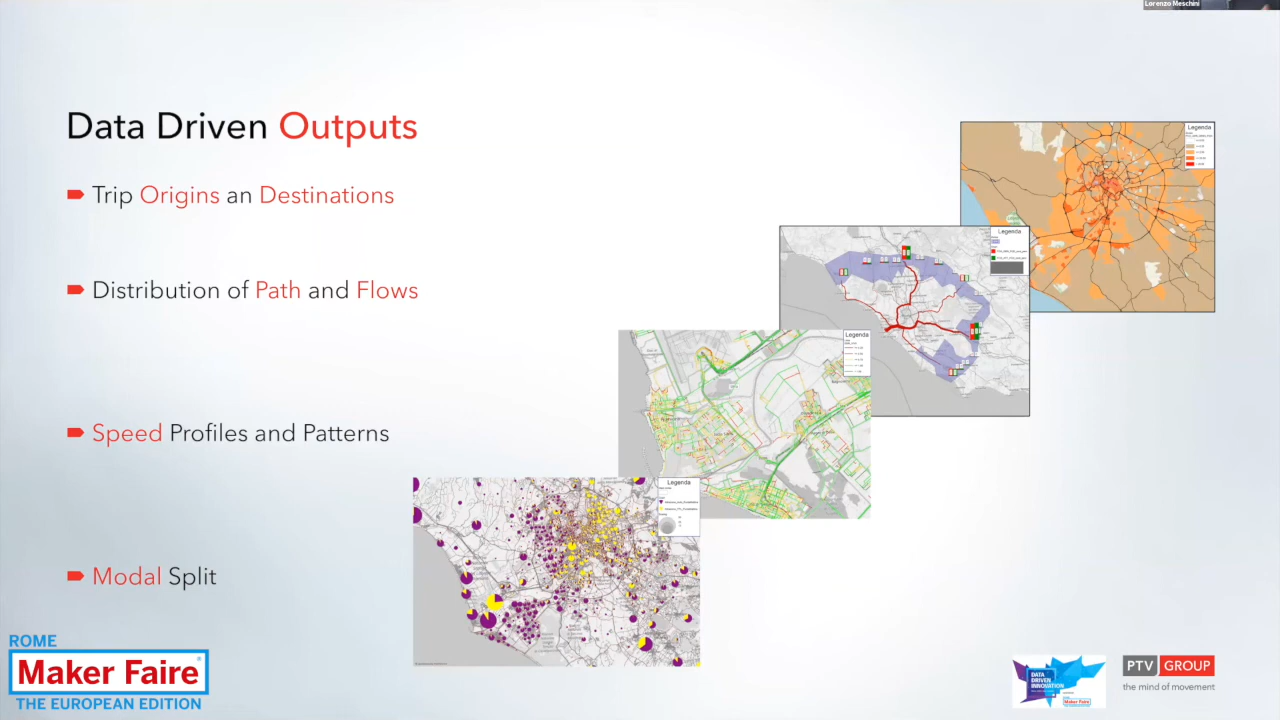 Lorenzo Meschini
Data Driven Outputs
Trip Origins an Destinations
Distribution of Path and Flows
Speed Profiles and Patterns
Modal Split
Legenda
Legenda
Legenda
Legenda
ROME
Maker Faire
THE EUROPEAN EDITION
DATA
DRIVEN
INNOVATION
Maker Faire
PTV GROUP
the mind of movement